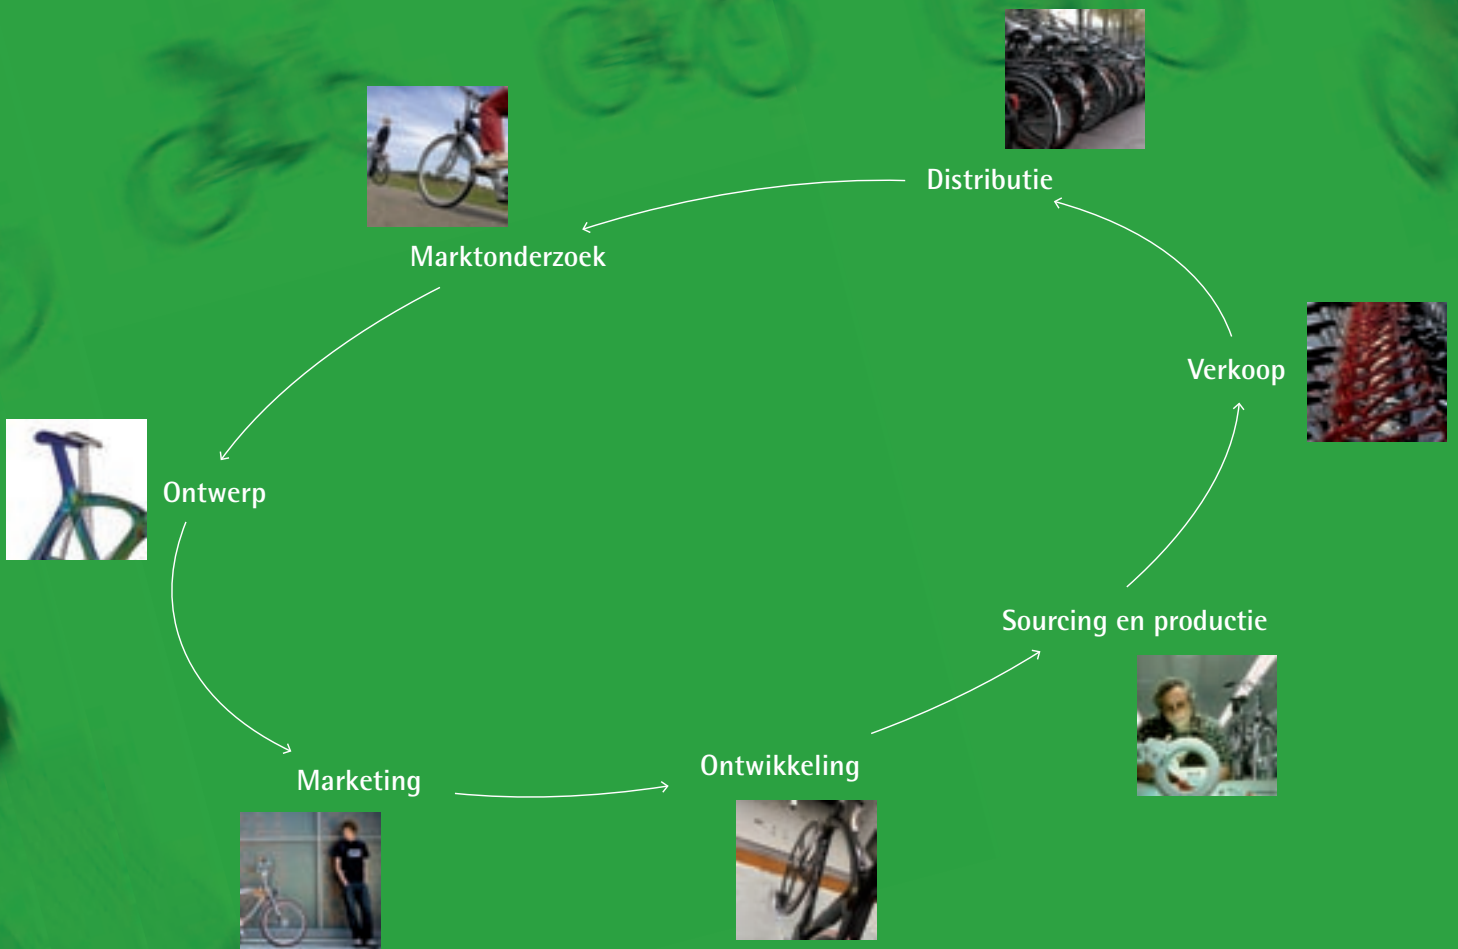 Distributie
Marktonderzoek
Verkoop
Ontwerp
Sourcing en productie
Ontwikkeling
Marketing